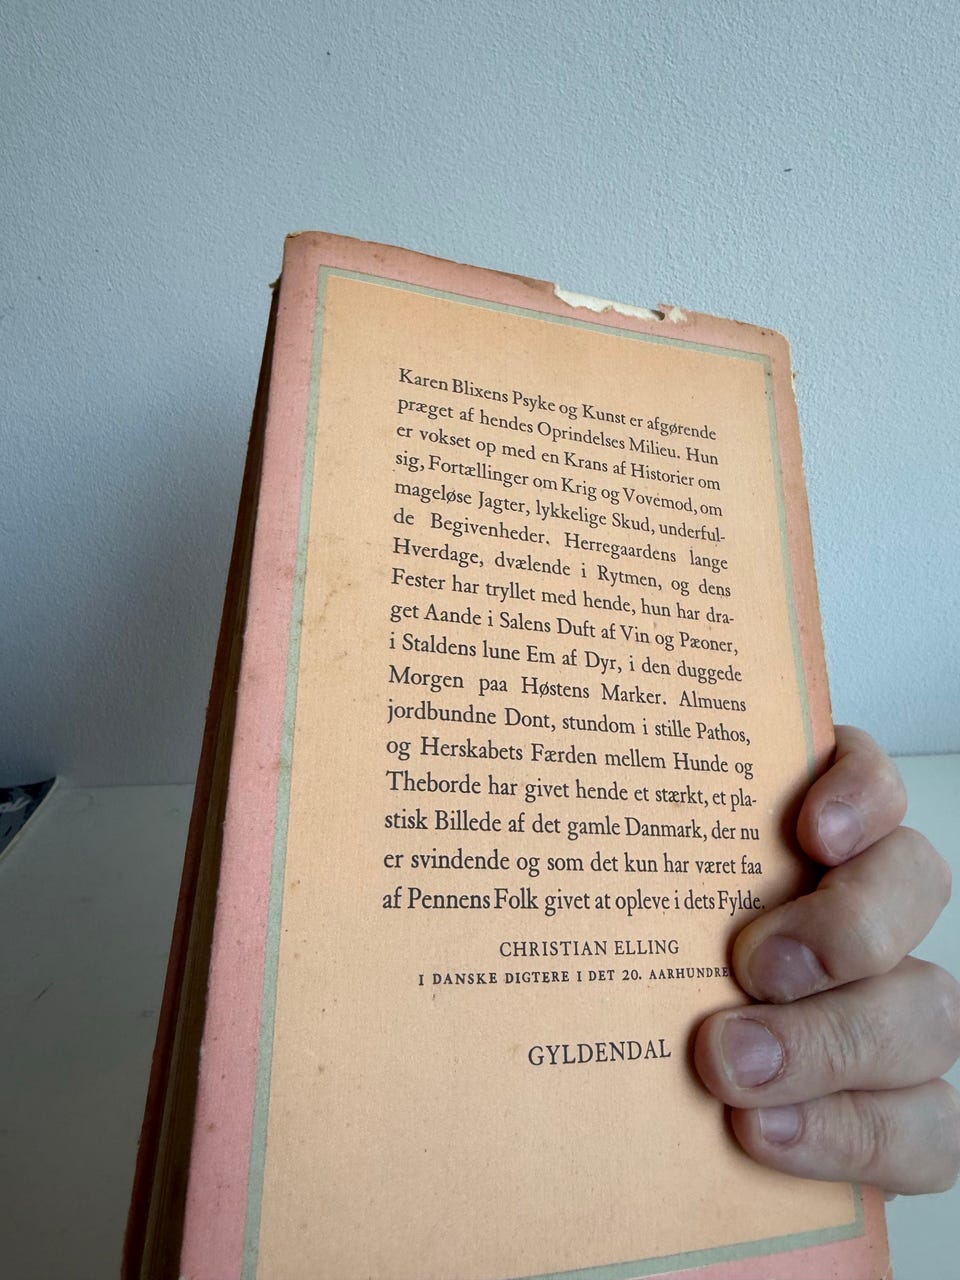 Karen Blixens Psyke og Kunst er afgørende
præget af hendes Oprindelses Milieu. Hun
er vokset op med en Krans af Historier om
sig, Fortællinger om Krig og Vovemod, om
mageløse Jagter, lykkelige Skud, underful-
de Begivenheder. Herregaardens lange
Hverdage, dvælende i Rytmen, og dens
Fester har tryllet med hende, hun har dra-
get Aande i Salens Duft af Vin og Pæoner,
i Staldens lune Em af Dyr, i den duggede
Morgen paa Høstens Marker. Almuens
jordbundne Dont, stundom i stille Pathos,
og Herskabets Færden mellem Hunde og
Theborde har givet hende et stærkt, et pla-
stisk Billede af det gamle Danmark, der nu
er svindende og som det kun har været faa
af Pennens Folk givet at opleve i dets Fylde.
CHRISTIAN ELLING
I DANSKE DIGTERE I DET 20.
GYLDENDAL